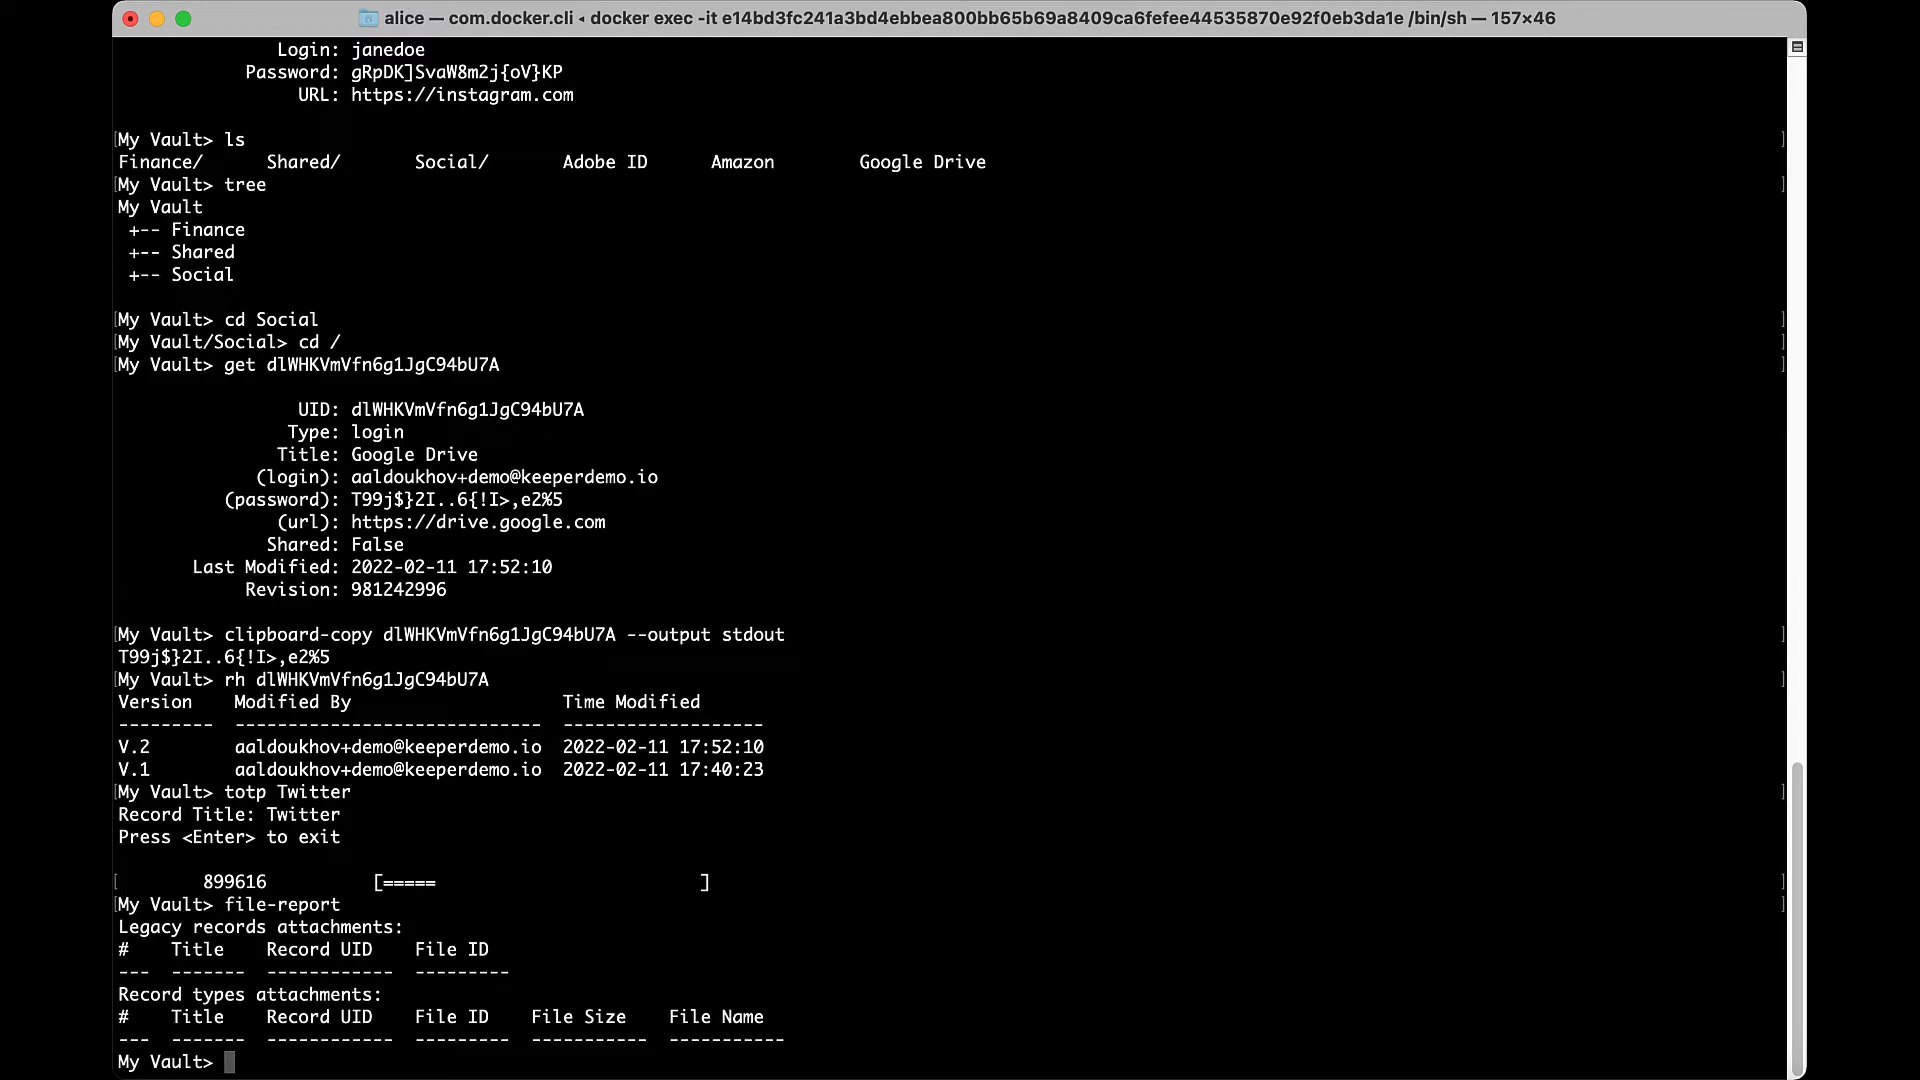 alice — com.docker.cli ◂ docker exec -it e14bd3fc241a3bd4ebbea800bb65b69a8409ca6fefee44535870e92f0eb3da1e /bin/sh — 157×46
Login: janedoe
Password: gRpDK]SvaW8m2j{oV}KP
URL: https://instagram.com
[My Vault> ls ]
Finance/ Shared/ Social/ Adobe ID Amazon Google Drive
[My Vault> tree ]
My Vault
+-- Finance
+-- Shared
+-- Social
[My Vault> cd Social ]
[My Vault/Social> cd / ]
[My Vault> get dlWHKVmVfn6g1JgC94bU7A ]
UID: dlWHKVmVfn6g1JgC94bU7A
Type: login
Title: Google Drive
(login): aaldoukhov+demo@keeperdemo.io
(password): T99j$}2I..6{!I>,e2%5
(url): https://drive.google.com
Shared: False
Last Modified: 2022-02-11 17:52:10
Revision: 981242996
[My Vault> clipboard-copy dlWHKVmVfn6g1JgC94bU7A --output stdout ]
T99j$}2I..6{!I>,e2%5
[My Vault> rh dlWHKVmVfn6g1JgC94bU7A ]
Version Modified By Time Modified
--------- ----------------------------- -------------------
V.2 aaldoukhov+demo@keeperdemo.io 2022-02-11 17:52:10
V.1 aaldoukhov+demo@keeperdemo.io 2022-02-11 17:40:23
[My Vault> totp Twitter ]
Record Title: Twitter
Press <Enter> to exit
[ 899616 [===== ] ]
[My Vault> file-report ]
Legacy records attachments:
# Title Record UID File ID
--- ------- ------------ ---------
Record types attachments:
# Title Record UID File ID File Size File Name
--- ------- ------------ --------- ----------- -----------
My Vault>